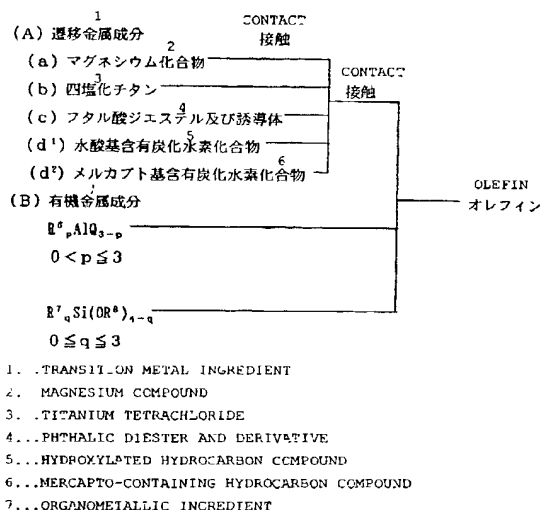 1
CONTACT
(A) 遷移金属成分
接触
2
(a) マグネシウム化合物
CONTACT
3
(b) 四塩化チタン
接触
4
(c) フタル酸ジエステル及び誘導体
5
(d¹) 水酸基含有炭化水素化合物
6
(d²) メルカプト基含有炭化水素化合物
(B) 有機金属成分
OLEFIN
オレフィン
R⁶ₚAlQ₃₋ₚ
0<p≦3
R⁷qSi(OR⁸)₄₋q
0≦q≦3
1. .TRANSITION METAL INGREDIENT
2. MAGNESIUM COMPOUND
3. .TITANIUM TETRACHLORIDE
4...PHTHALIC DIESTER AND DERIVATIVE
5...HYDROXYLATED HYDROCARBON COMPOUND
6...MERCAPTO-CONTAINING HYDROCARBON COMPOUND
7...ORGANOMETALLIC INGREDIENT